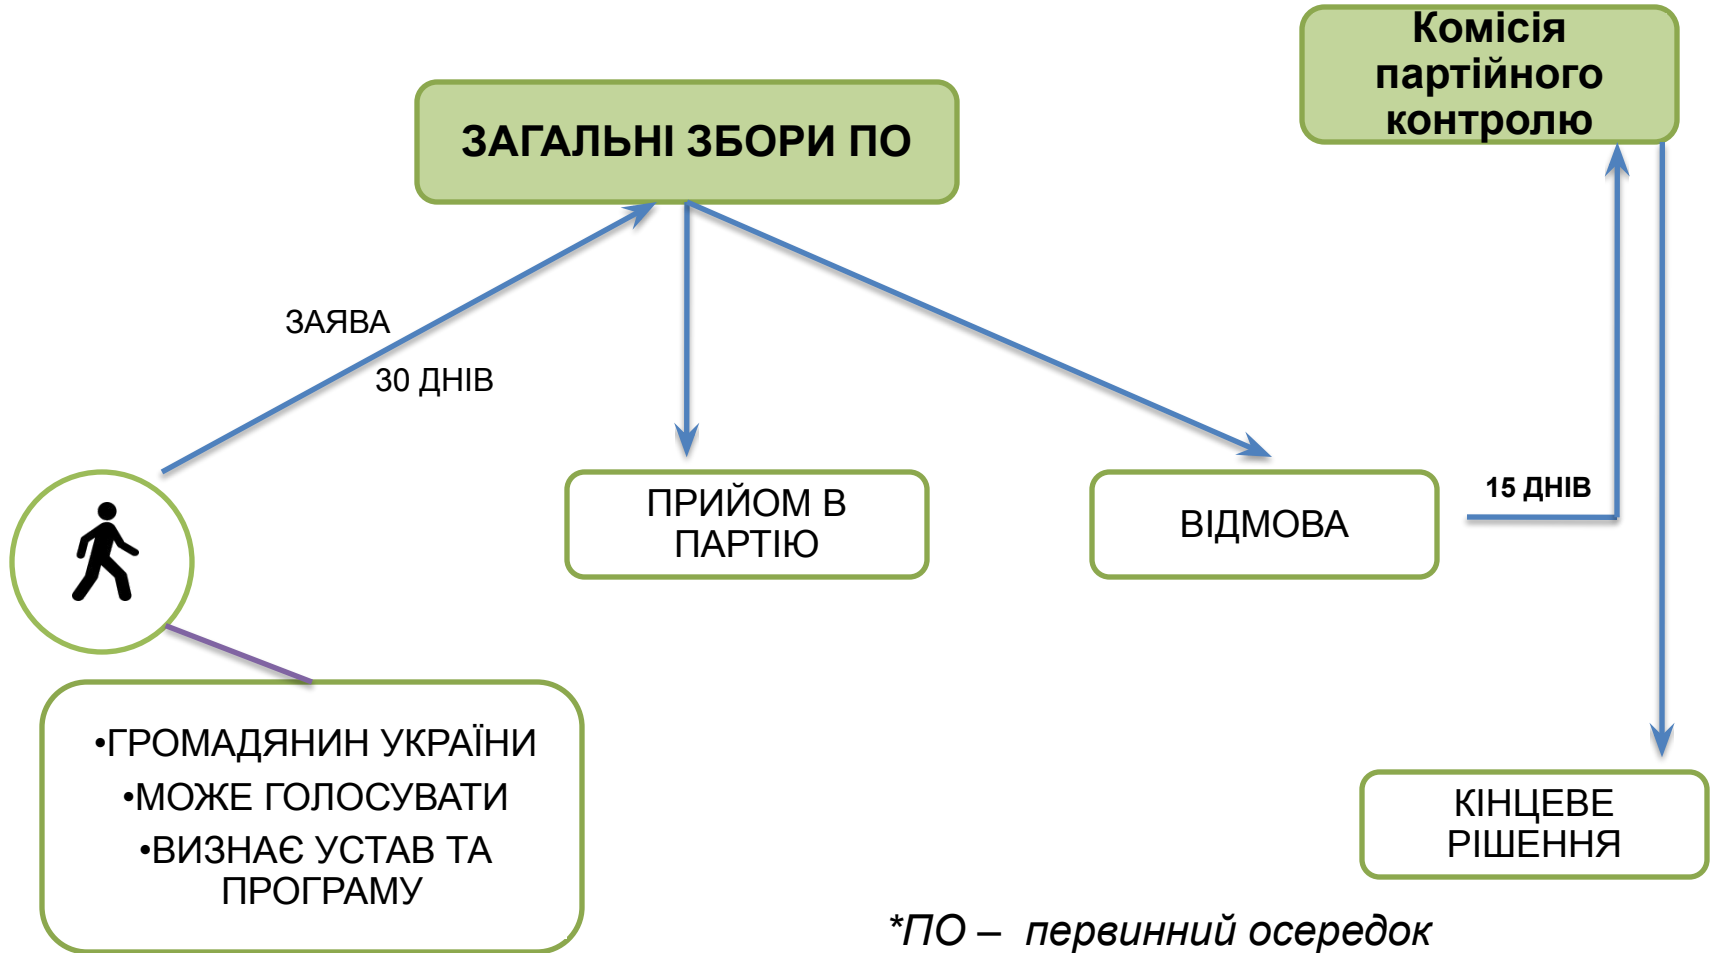 Комісія
партійного
контролю
ЗАГАЛЬНІ ЗБОРИ ПО
ЗАЯВА
30 ДНІВ
ПРИЙОМ В
ПАРТІЮ
ВІДМОВА
15 ДНІВ
•ГРОМАДЯНИН УКРАЇНИ
•МОЖЕ ГОЛОСУВАТИ
•ВИЗНАЄ УСТАВ ТА
ПРОГРАМУ
КІНЦЕВЕ
РІШЕННЯ
*ПО – первинний осередок